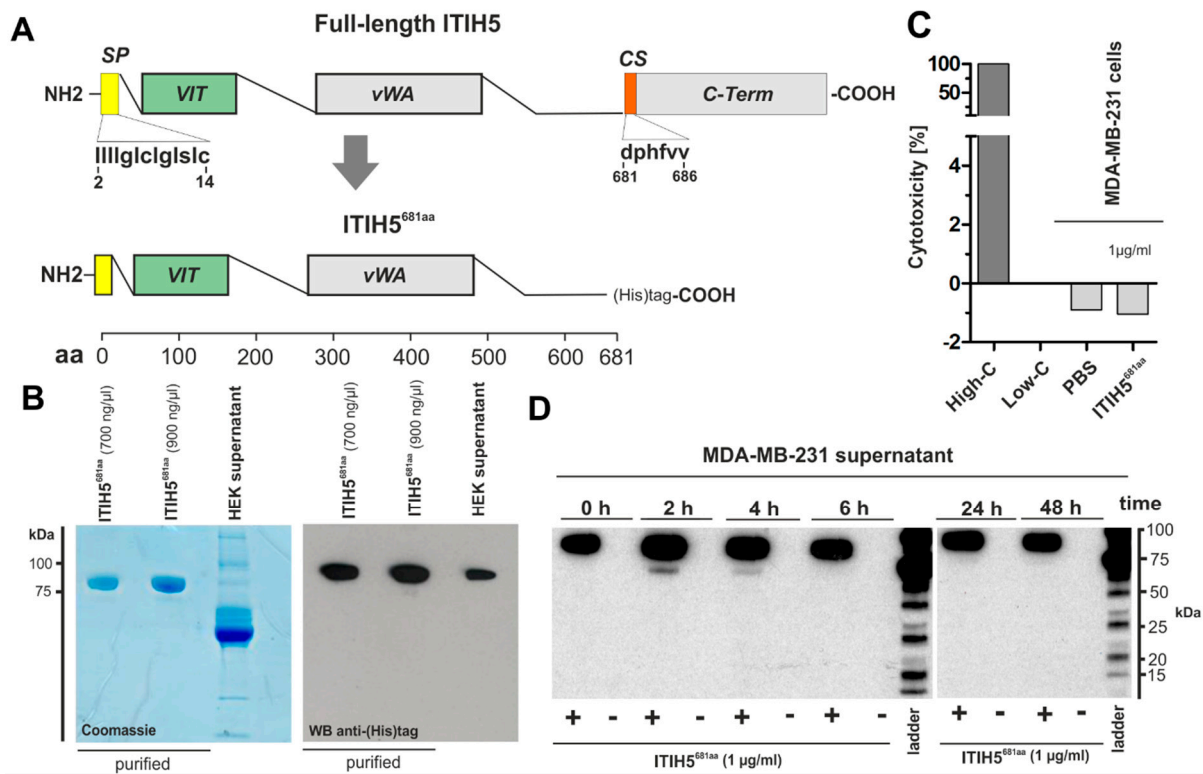 A
Full-length ITIH5
SP
CS
NH2
VIT
vWA
C-Term
-COOH
llllglclglslc
2 14
dphfvv
681 686
ITIH5681aa
NH2
VIT
vWA
(His)tag-COOH
aa 0 100 200 300 400 500 600 681
B
ITIH5681aa (700 ng/µl)
ITIH5681aa (900 ng/µl)
HEK supernatant
ITIH5681aa (700 ng/µl)
ITIH5681aa (900 ng/µl)
HEK supernatant
kDa
100
75
Coomassie
WB anti-(His)tag
purified
purified
C
Cytotoxicity [%]
100
50
4
2
0
-2
MDA-MB-231 cells
1µg/ml
High-C
Low-C
PBS
ITIH5681aa
D
MDA-MB-231 supernatant
0 h 2 h 4 h 6 h 24 h 48 h time
100
75
50
kDa
25
20
15
+ - + - + - + - ladder + - + - ladder
ITIH5681aa (1 µg/ml)
ITIH5681aa (1 µg/ml)